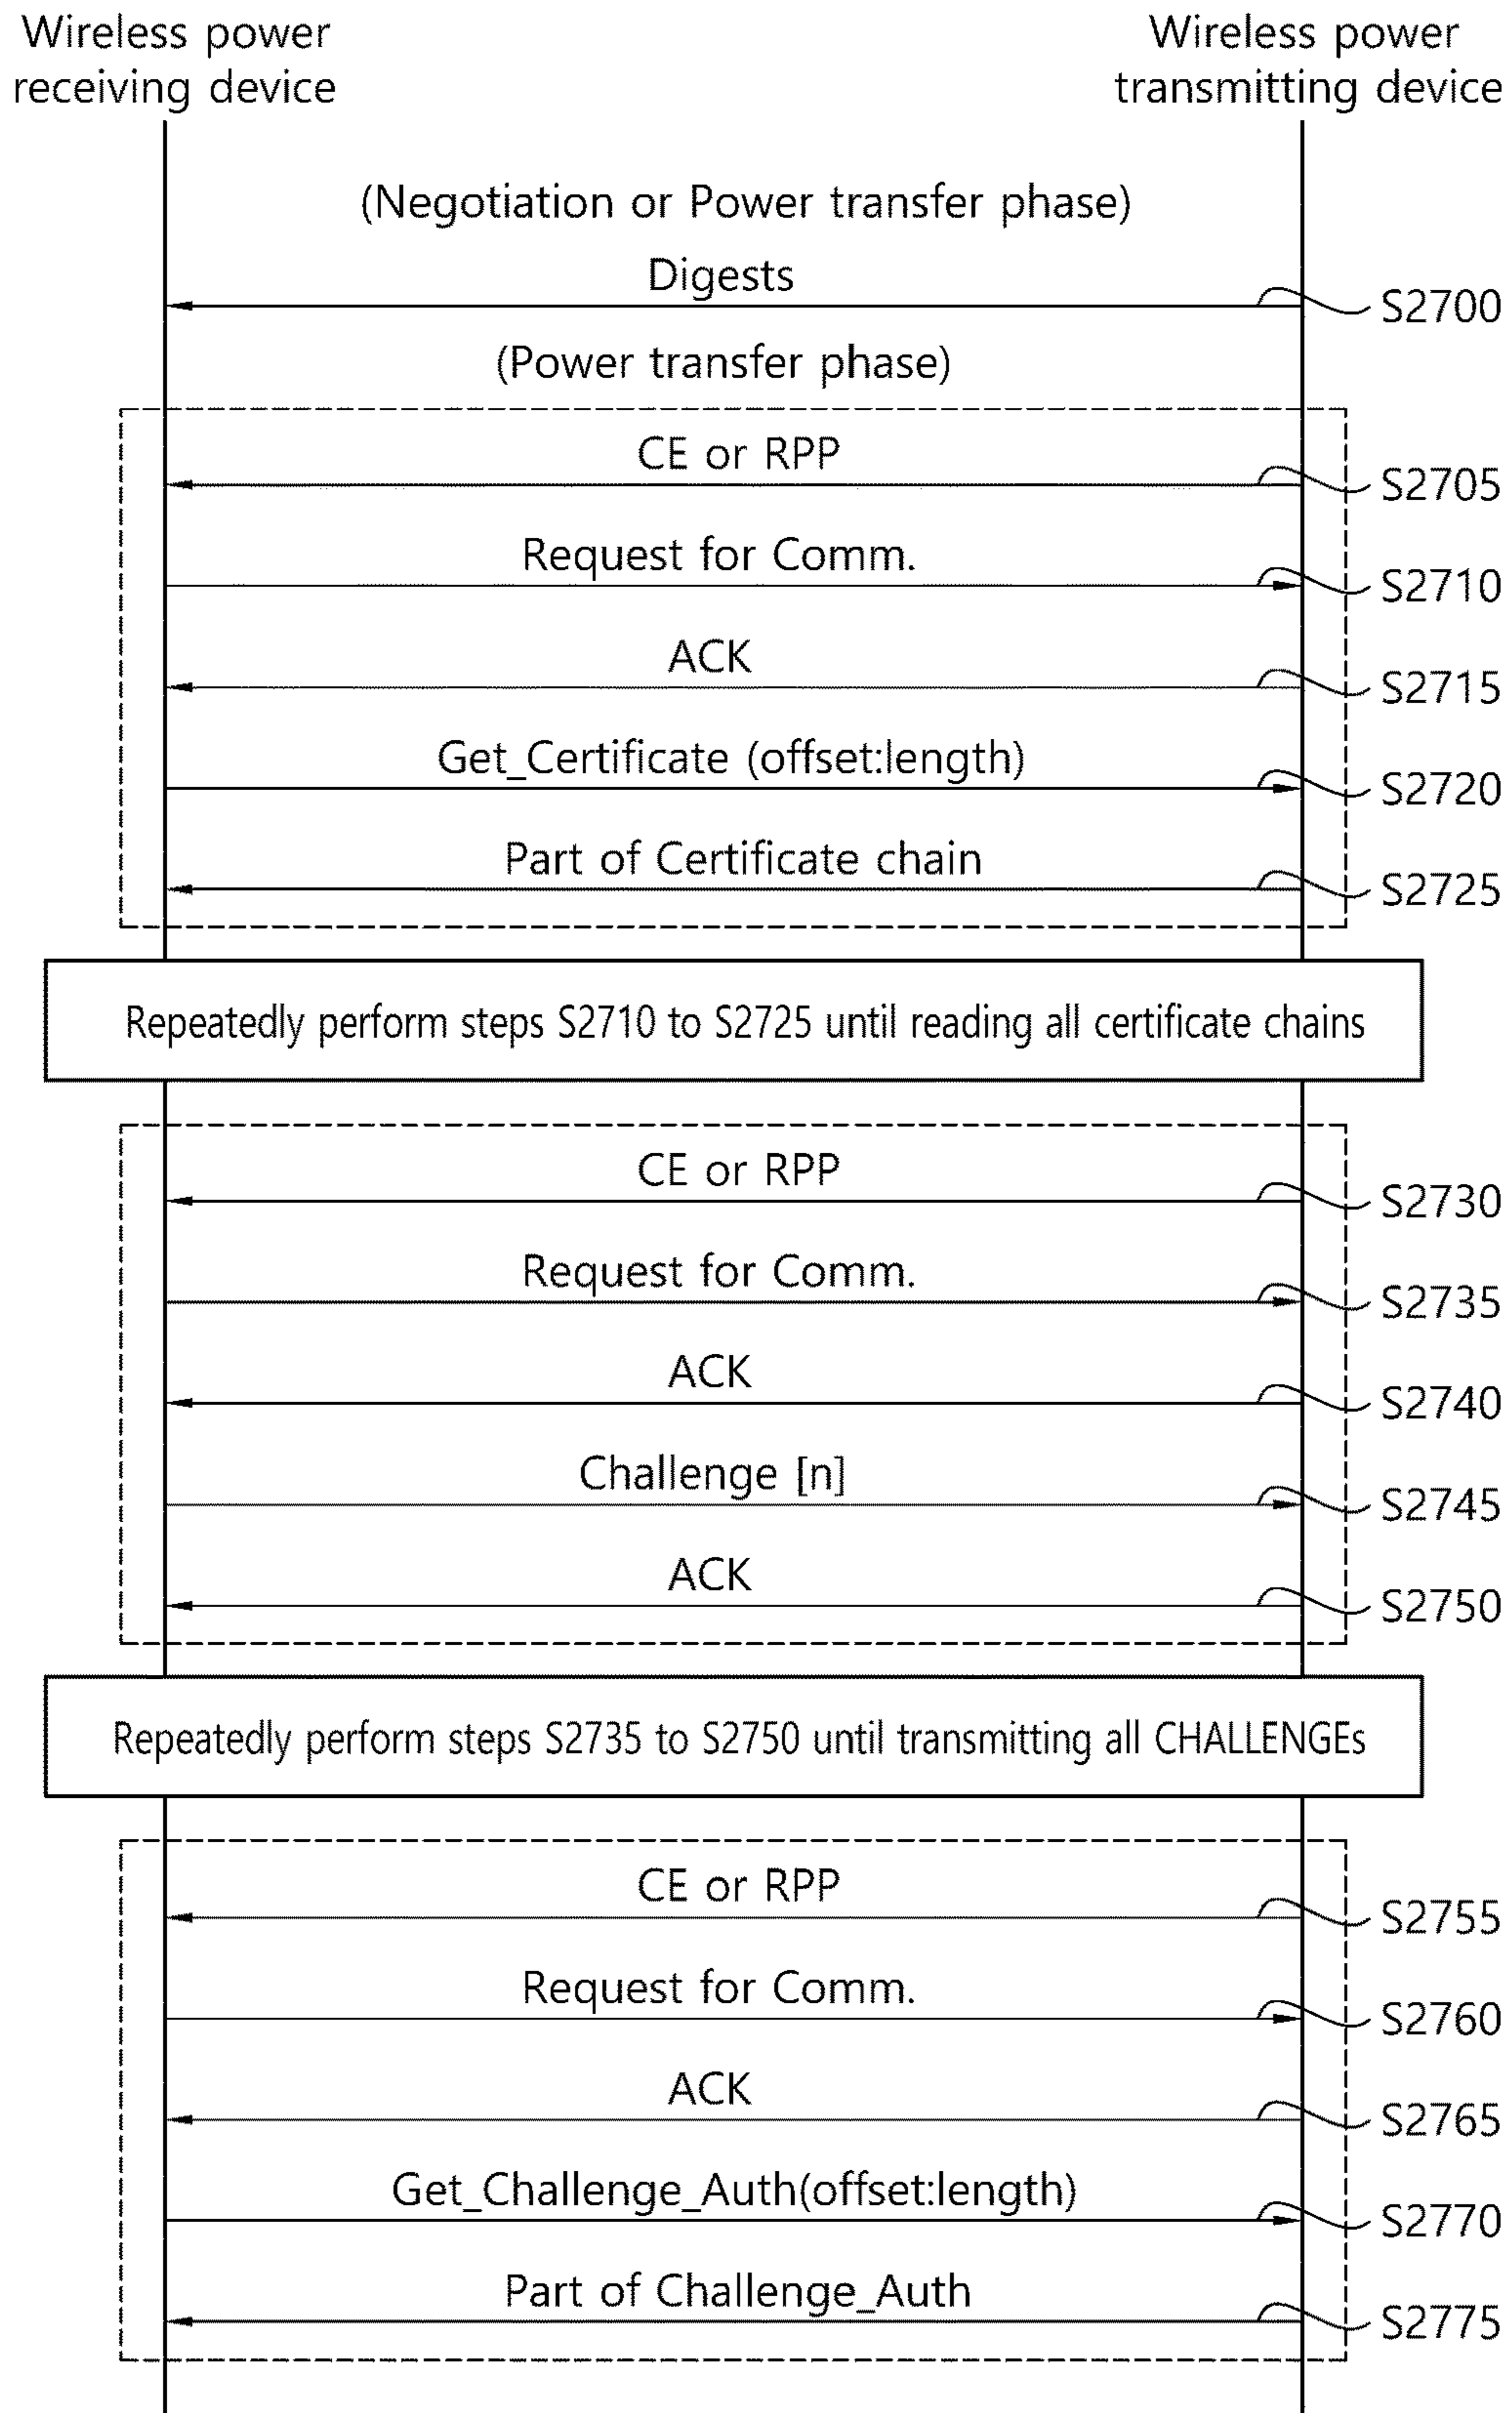 Wireless power
receiving device
Wireless power
transmitting device
(Negotiation or Power transfer phase)
Digests
S2700
(Power transfer phase)
CE or RPP
S2705
Request for Comm.
S2710
ACK
S2715
Get_Certificate (offset:length)
S2720
Part of Certificate chain
S2725
Repeatedly perform steps S2710 to S2725 until reading all certificate chains
CE or RPP
S2730
Request for Comm.
S2735
ACK
S2740
Challenge [n]
S2745
ACK
S2750
Repeatedly perform steps S2735 to S2750 until transmitting all CHALLENGEs
CE or RPP
S2755
Request for Comm.
S2760
ACK
S2765
Get_Challenge_Auth(offset:length)
S2770
Part of Challenge_Auth
S2775